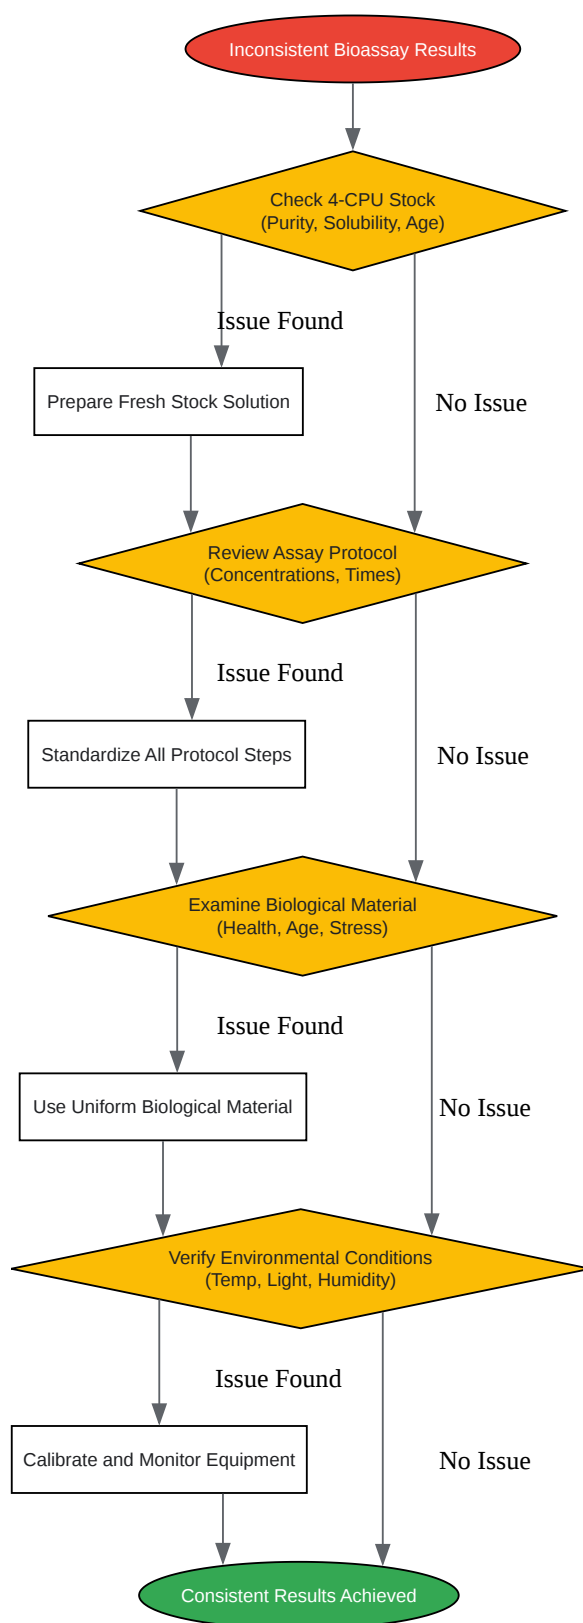 Inconsistent Bioassay Results
Check 4-CPU Stock
(Purity, Solubility, Age)
Issue Found
Prepare Fresh Stock Solution
No Issue
Review Assay Protocol
(Concentrations, Times)
Issue Found
Standardize All Protocol Steps
No Issue
Examine Biological Material
(Health, Age, Stress)
Issue Found
Use Uniform Biological Material
No Issue
Verify Environmental Conditions
(Temp, Light, Humidity)
Issue Found
Calibrate and Monitor Equipment
No Issue
Consistent Results Achieved